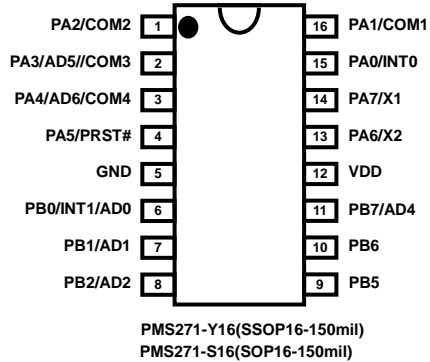 PA2/COM2 1 16 PA1/COM1
PA3/AD5//COM3 2 15 PA0/INT0
PA4/AD6/COM4 3 14 PA7/X1
PA5/PRST# 4 13 PA6/X2
GND 5 12 VDD
PB0/INT1/AD0 6 11 PB7/AD4
PB1/AD1 7 10 PB6
PB2/AD2 8 9 PB5
PMS271-Y16(SSOP16-150mil)
PMS271-S16(SOP16-150mil)